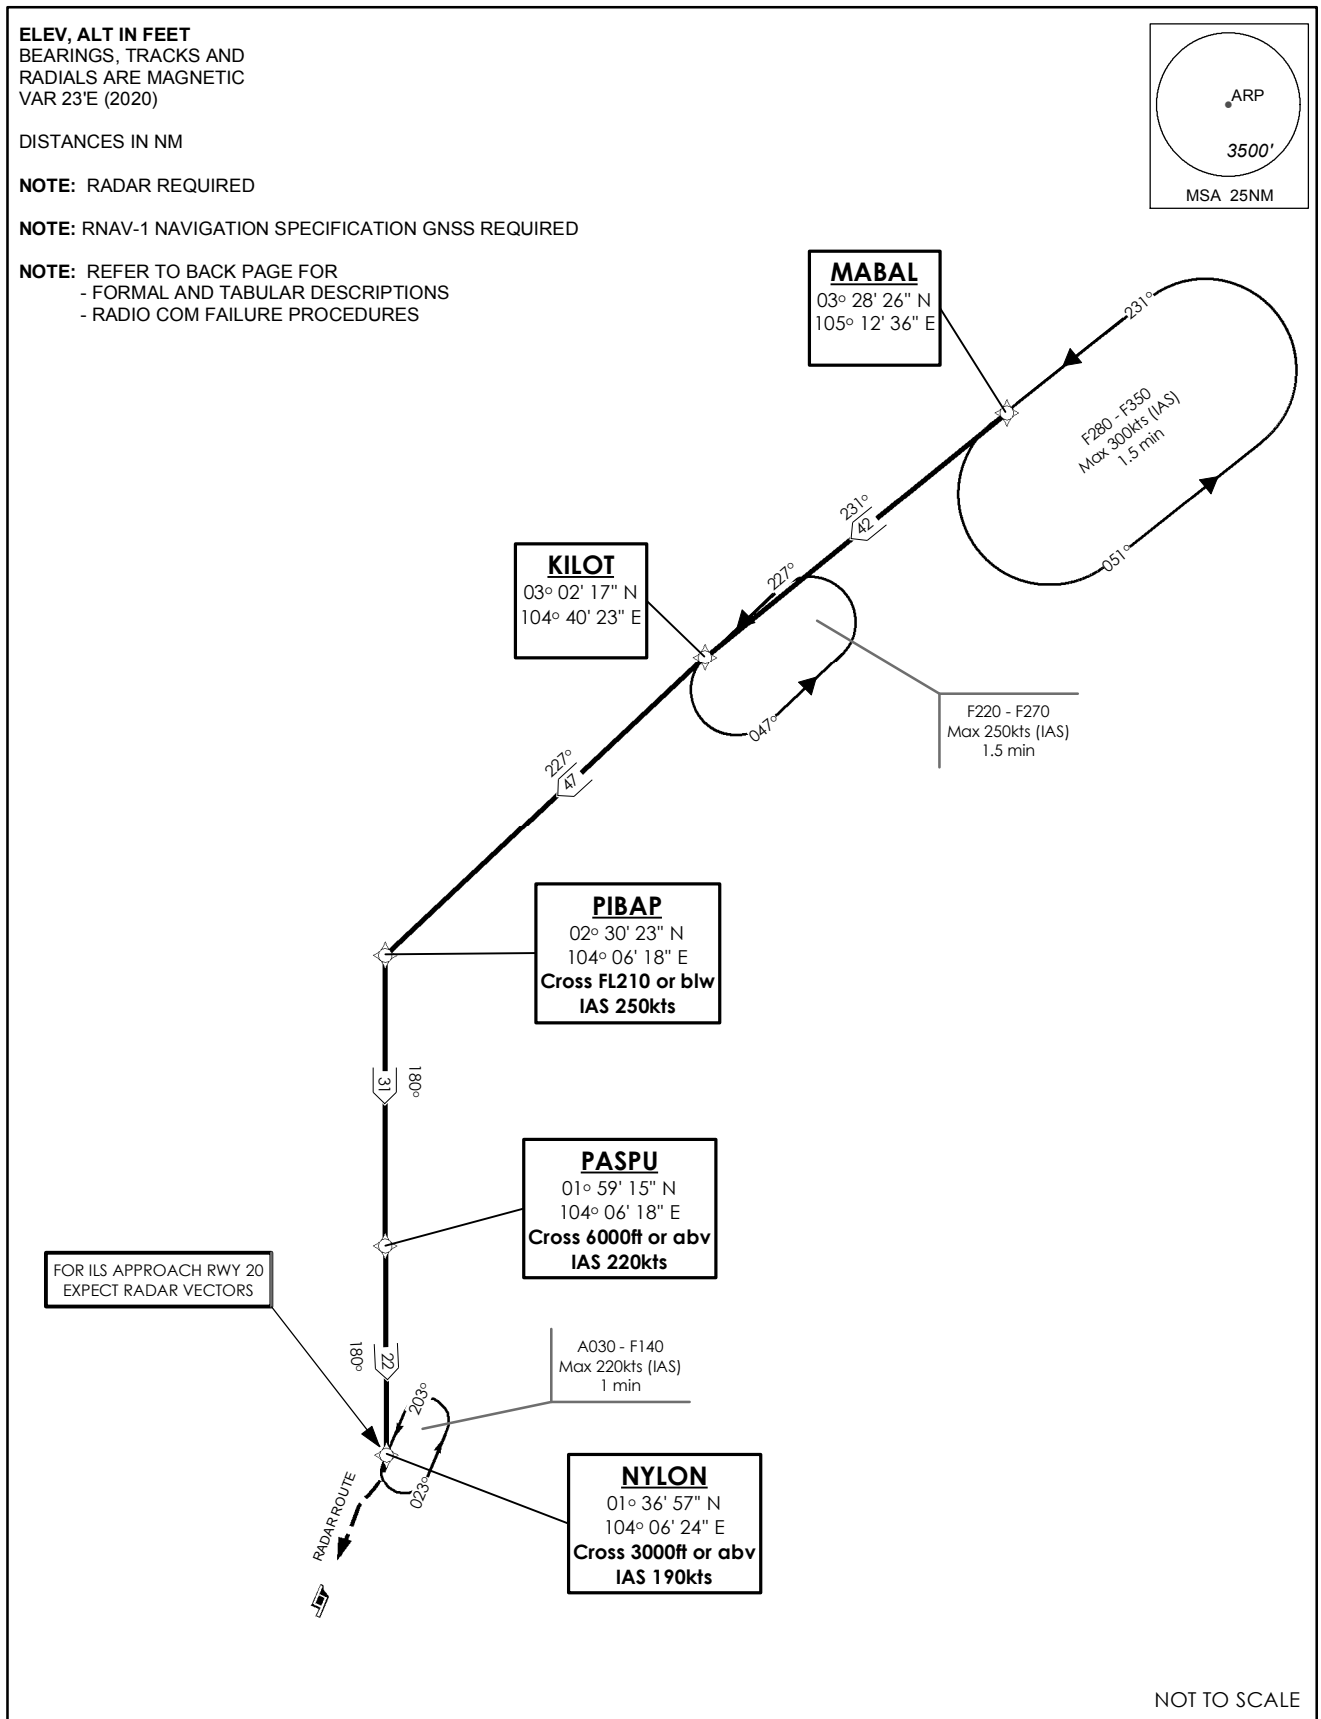 ELEV, ALT IN FEET
BEARINGS, TRACKS AND
RADIALS ARE MAGNETIC
VAR 23'E (2020)
DISTANCES IN NM
NOTE: RADAR REQUIRED
NOTE: RNAV-1 NAVIGATION SPECIFICATION GNSS REQUIRED
NOTE: REFER TO BACK PAGE FOR
- FORMAL AND TABULAR DESCRIPTIONS
- RADIO COM FAILURE PROCEDURES
ARP
3500'
MSA 25NM
MABAL
03° 28' 26" N
105° 12' 36" E
231°
F280 - F350
Max 300kts (IAS)
1.5 min
051°
231°
42
KILOT
03° 02' 17" N
104° 40' 23" E
227°
047°
F220 - F270
Max 250kts (IAS)
1.5 min
227°
47
PIBAP
02° 30' 23" N
104° 06' 18" E
Cross FL210 or blw
IAS 250kts
31
180°
PASPU
01° 59' 15" N
104° 06' 18" E
Cross 6000ft or abv
IAS 220kts
FOR ILS APPROACH RWY 20
EXPECT RADAR VECTORS
180°
22
A030 - F140
Max 220kts (IAS)
1 min
203°
023°
NYLON
01° 36' 57" N
104° 06' 24" E
Cross 3000ft or abv
IAS 190kts
RADAR ROUTE
NOT TO SCALE